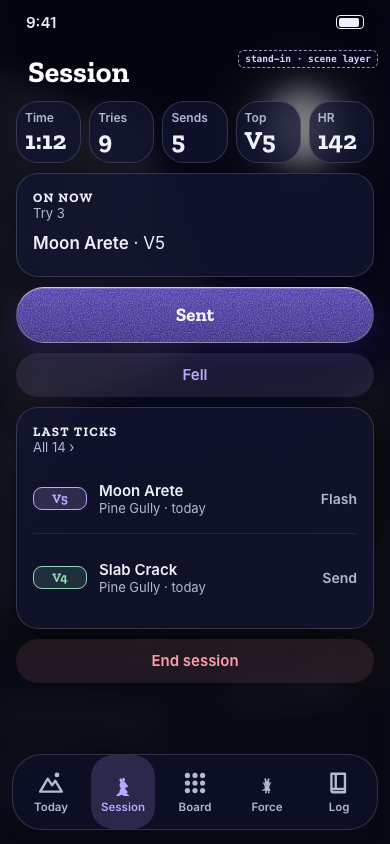 9:41
stand-in · scene layer
Session
Time
Tries
Sends
Top
HR
1:12
9
5
V5
142
ON NOW
Try 3
Moon Arete · V5
Sent
Fell
LAST TICKS
All 14 ›
V5
Moon Arete
Pine Gully · today
Flash
V4
Slab Crack
Pine Gully · today
Send
End session
Today
Session
Board
Force
Log